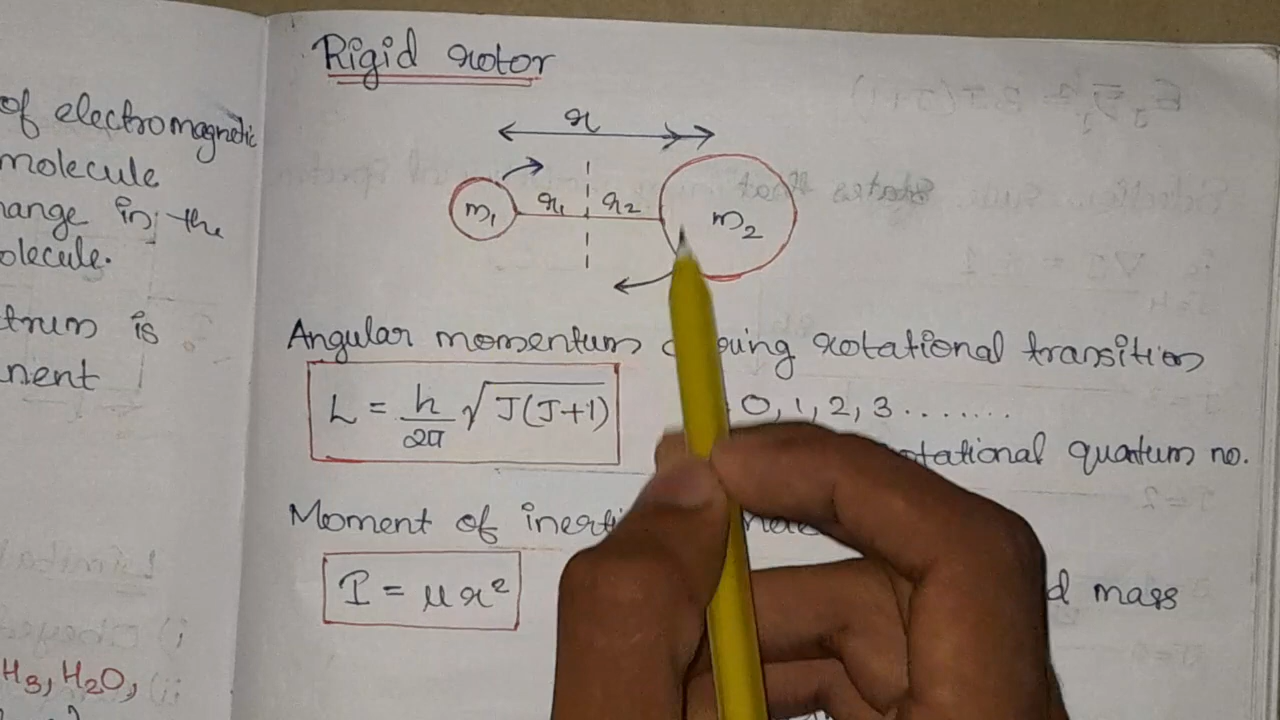 of electromagnetic
molecule
ange in the
olecule.
trum is
nent
H3, H2O,
Rigid rotor
r
m1 r1 r2 m2
Angular momentum during rotational transition
L = h/2π √J(J+1) 0, 1, 2, 3 .......
otational quantum no.
Moment of inerti
I = μr² d mass